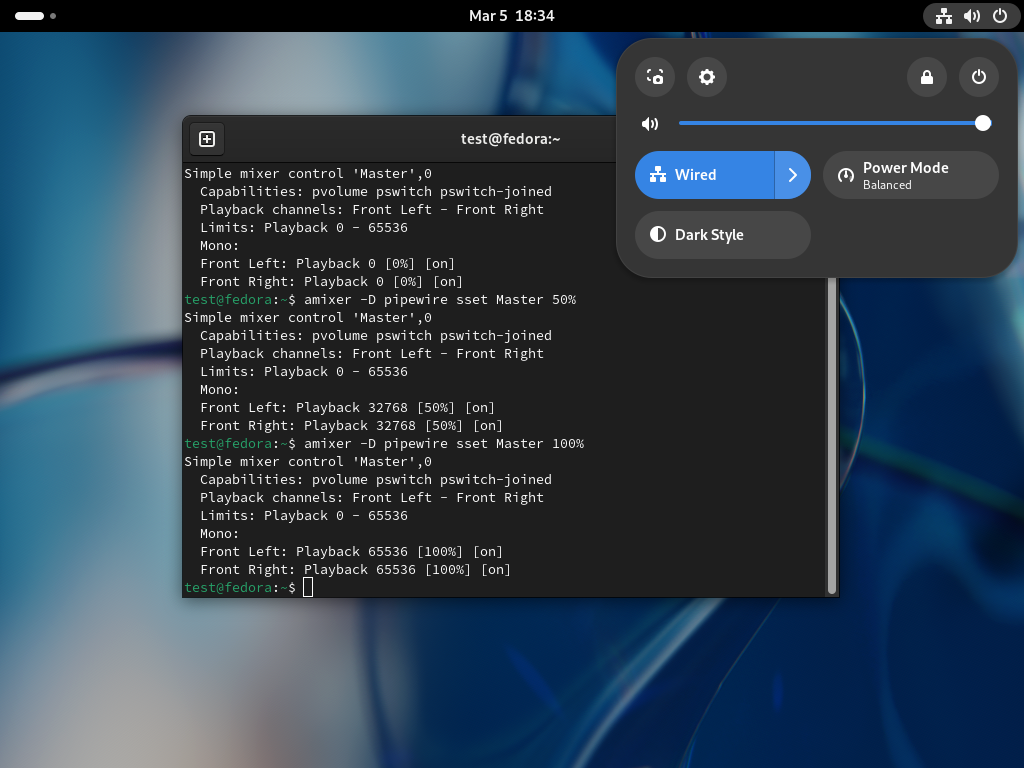 Mar 5 18:34
test@fedora:~
Wired
Power Mode
Balanced
Dark Style
Simple mixer control 'Master',0
Capabilities: pvolume pswitch pswitch-joined
Playback channels: Front Left - Front Right
Limits: Playback 0 - 65536
Mono:
Front Left: Playback 0 [0%] [on]
Front Right: Playback 0 [0%] [on]
test@fedora:~$ amixer -D pipewire sset Master 50%
Simple mixer control 'Master',0
Capabilities: pvolume pswitch pswitch-joined
Playback channels: Front Left - Front Right
Limits: Playback 0 - 65536
Mono:
Front Left: Playback 32768 [50%] [on]
Front Right: Playback 32768 [50%] [on]
test@fedora:~$ amixer -D pipewire sset Master 100%
Simple mixer control 'Master',0
Capabilities: pvolume pswitch pswitch-joined
Playback channels: Front Left - Front Right
Limits: Playback 0 - 65536
Mono:
Front Left: Playback 65536 [100%] [on]
Front Right: Playback 65536 [100%] [on]
test@fedora:~$